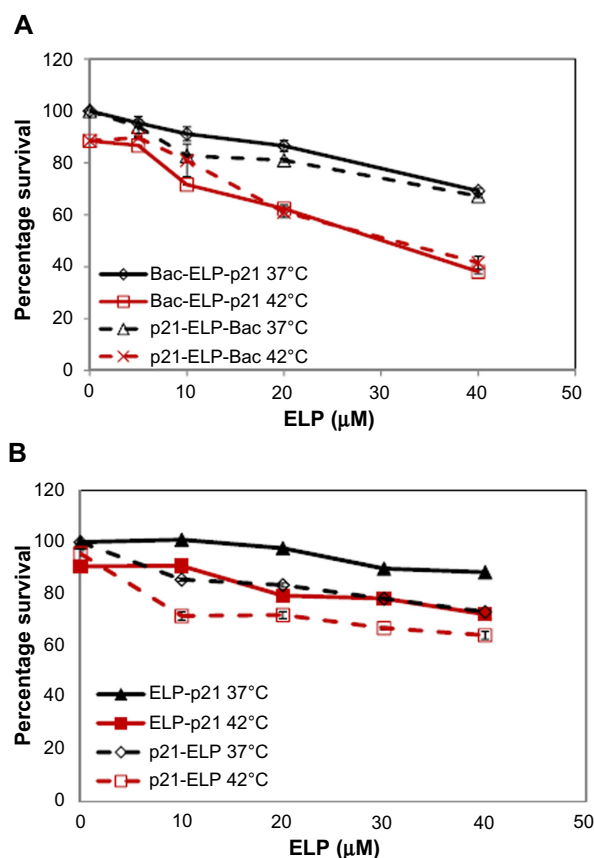 A
120
100
80
60
40
20
0
Percentage survival
Bac-ELP-p21 37°C
Bac-ELP-p21 42°C
p21-ELP-Bac 37°C
p21-ELP-Bac 42°C
0 10 20 30 40 50
ELP (µM)
B
120
100
80
60
40
20
0
Percentage survival
ELP-p21 37°C
ELP-p21 42°C
p21-ELP 37°C
p21-ELP 42°C
0 10 20 30 40 50
ELP (µM)